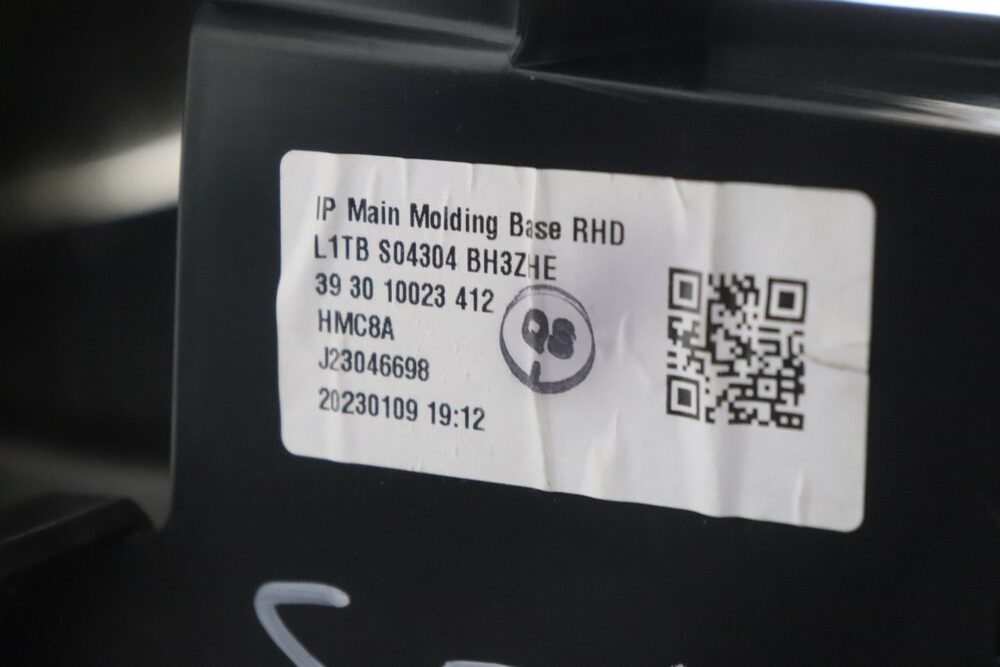 IP Main Molding Base RHD
L1TB S04304 BH3ZHE
39 30 10023 412
HMC8A
J23046698
20230109 19:12
QS